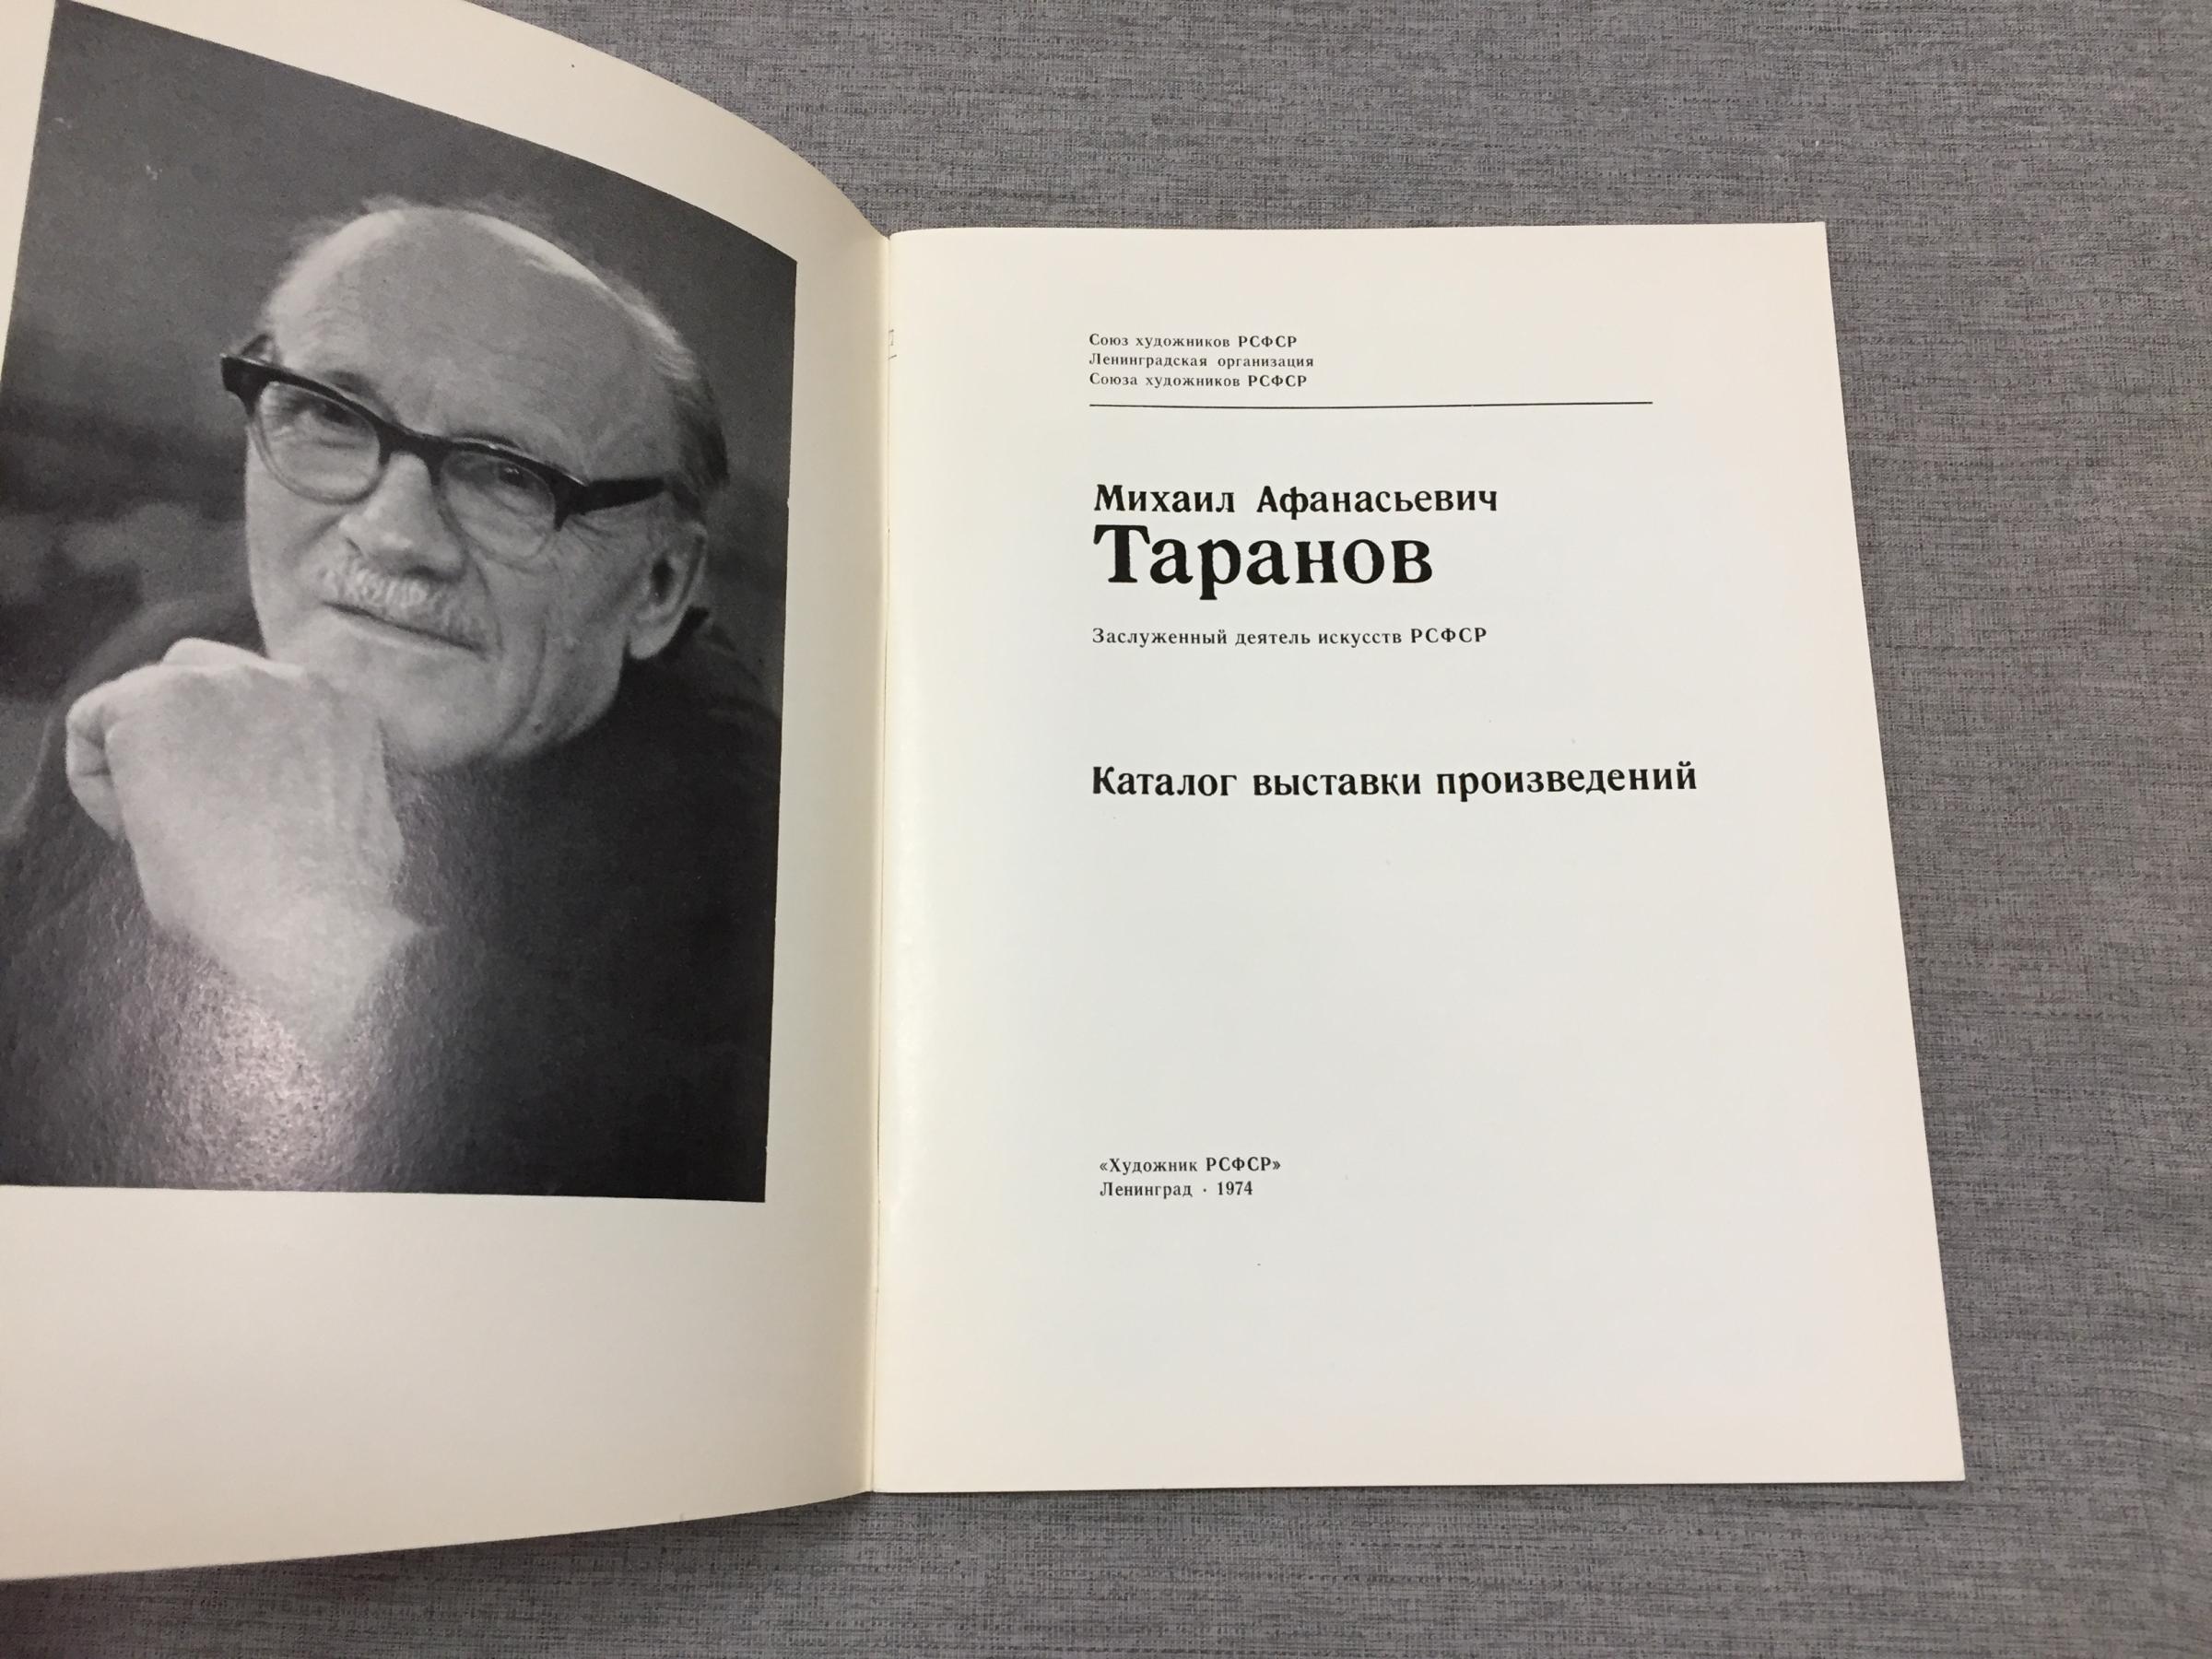 Союз художников РСФСР
Ленинградская организация
Союза художников РСФСР
Михаил Афанасьевич
Таранов
Заслуженный деятель искусств РСФСР
Каталог выставки произведений
«Художник РСФСР»
Ленинград · 1974